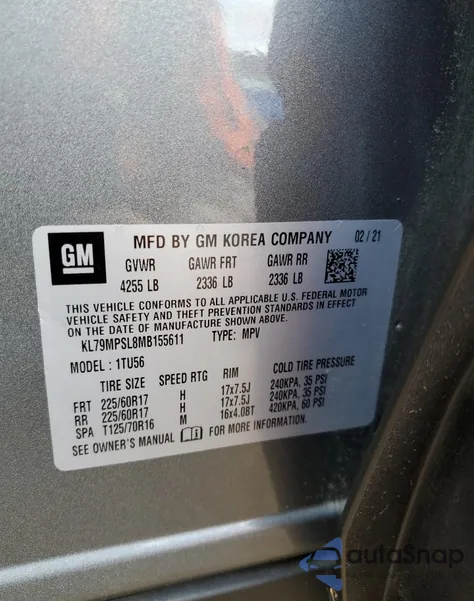 GM
MFD BY GM KOREA COMPANY 02 / 21
GVWR GAWR FRT GAWR RR
4255 LB 2336 LB 2336 LB
THIS VEHICLE CONFORMS TO ALL APPLICABLE U.S. FEDERAL MOTOR
VEHICLE SAFETY AND THEFT PREVENTION STANDARDS IN EFFECT
ON THE DATE OF MANUFACTURE SHOWN ABOVE.
KL79MPSL8MB155611 TYPE: MPV
MODEL : 1TU56
TIRE SIZE SPEED RTG RIM COLD TIRE PRESSURE
FRT 225/60R17 H 17x7.5J 240KPA, 35 PSI
RR 225/60R17 H 17x7.5J 240KPA, 35 PSI
SPA T125/70R16 M 16x4.0BT 420KPA, 60 PSI
SEE OWNER'S MANUAL FOR MORE INFORMATION.
autoSnap